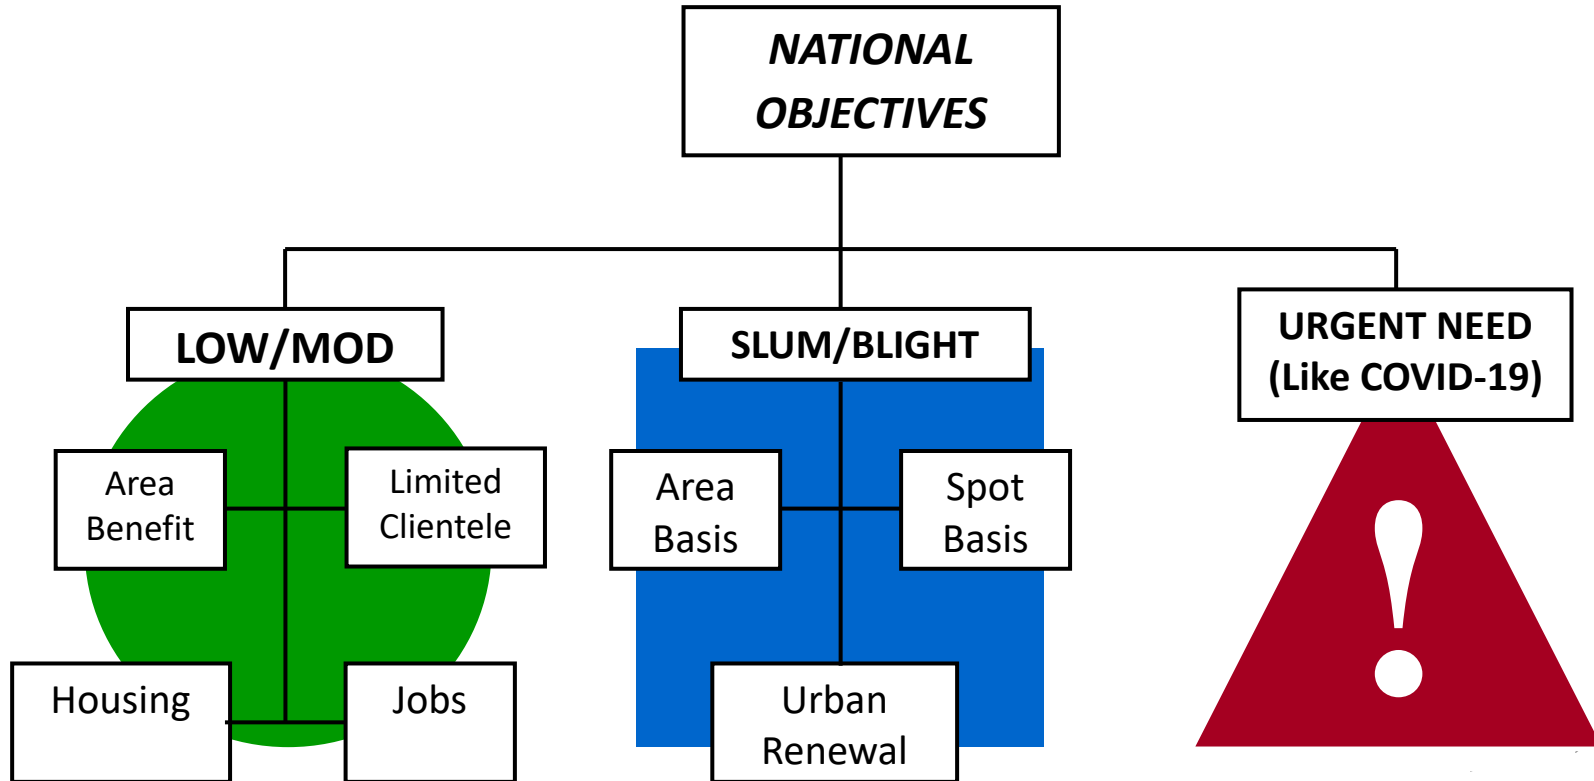 NATIONAL
OBJECTIVES
LOW/MOD
Area
Benefit
Limited
Clientele
Housing
Jobs
SLUM/BLIGHT
Area
Basis
Spot
Basis
Urban
Renewal
URGENT NEED
(Like COVID-19)
!